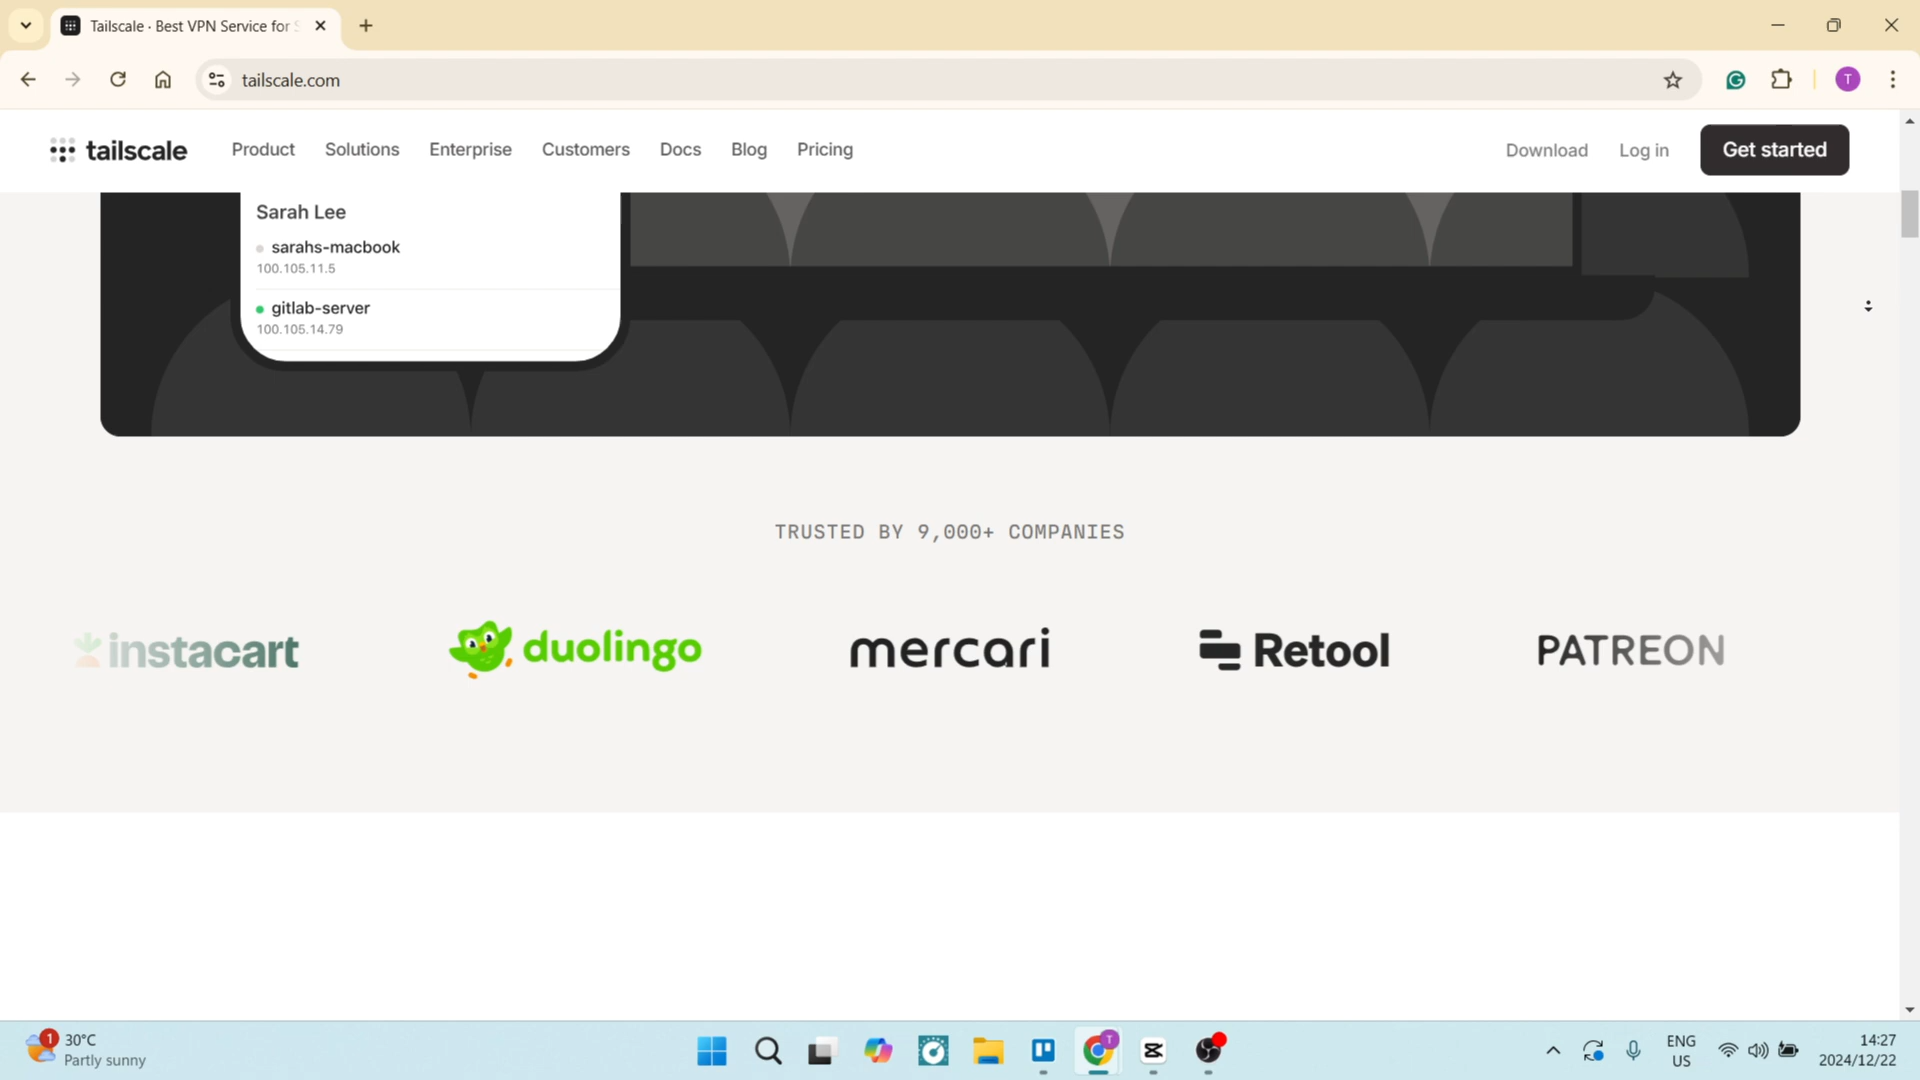 Tailscale · Best VPN Service for S
tailscale.com
T
tailscale
Product
Solutions
Enterprise
Customers
Docs
Blog
Pricing
Download
Log in
Get started
Sarah Lee
sarahs-macbook
100.105.11.5
gitlab-server
100.105.14.79
TRUSTED BY 9,000+ COMPANIES
instacart
duolingo
mercari
Retool
PATREON
1
30°C
Partly sunny
T
ENG
US
14:27
2024/12/22